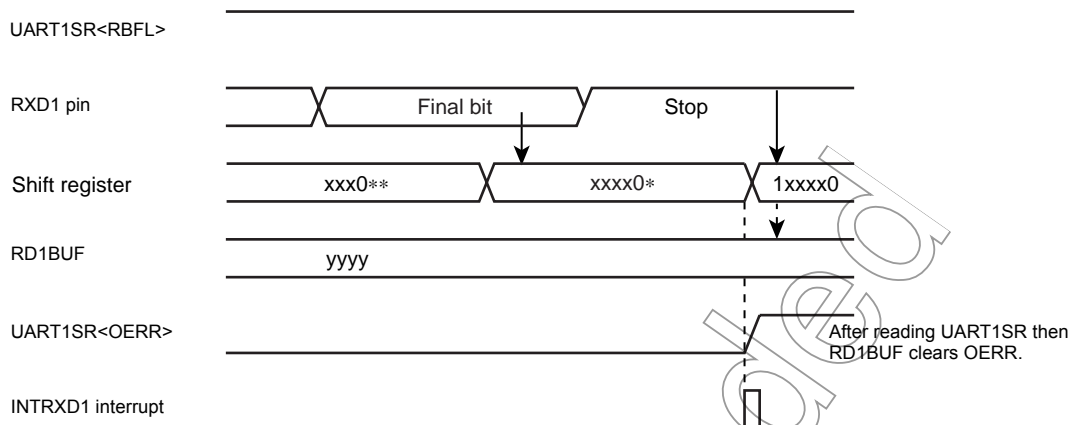 UART1SR<RBFL>
RXD1 pin
Final bit
Stop
Shift register
xxx0**
xxxx0*
1xxxx0
RD1BUF
yyyy
UART1SR<OERR>
After reading UART1SR then
RD1BUF clears OERR.
INTRXD1 interrupt